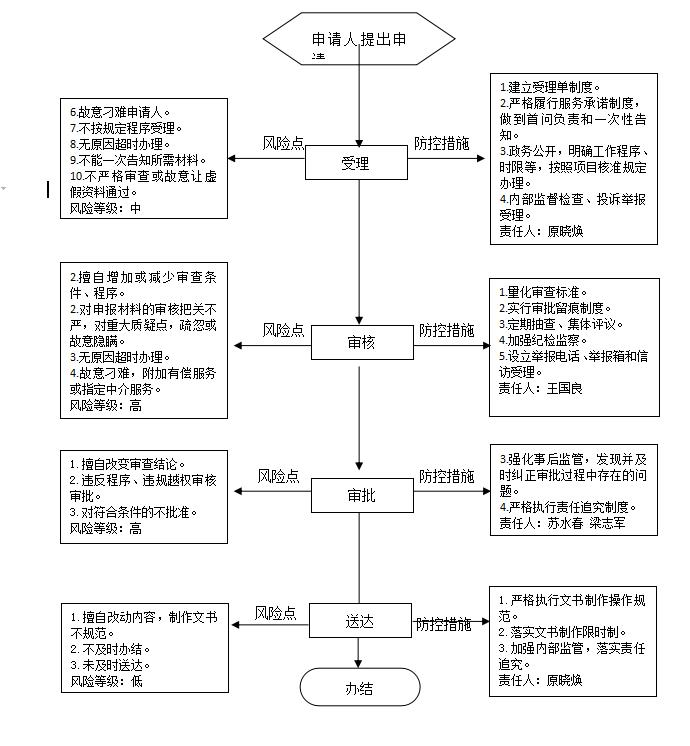 申请人提出申
请
6.故意刁难申请人。
7.不按规定程序受理。
8.无原因超时办理。
9.不能一次告知所需材料。
10.不严格审查或故意让虚
假资料通过。
风险等级：中
风险点
受理
防控措施
1.建立受理单制度。
2.严格履行服务承诺制度，
做到首问负责和一次性告
知。
3.政务公开，明确工作程序、
时限等，按照项目核准规定
办理。
4.内部监督检查、投诉举报
受理。
责任人：原晓焕
2.擅自增加或减少审查条
件、程序。
2.对申报材料的审核把关不
严，对重大质疑点，疏忽或
故意隐瞒。
3.无原因超时办理。
4.故意刁难，附加有偿服务
或指定中介服务。
风险等级：高
风险点
审核
防控措施
1.量化审查标准。
2.实行审批留痕制度。
3.定期抽查、集体评议。
4.加强纪检监察。
5.设立举报电话、举报箱和信
访受理。
责任人：王国良
1. 擅自改变审查结论。
2. 违反程序、违规越权审核
审批。
3. 对符合条件的不批准。
风险等级：高
风险点
审批
防控措施
3.强化事后监管，发现并及
时纠正审批过程中存在的问
题。
4.严格执行责任追究制度。
责任人：苏水春 梁志军
1. 擅自改动内容，制作文书
不规范。
2. 不及时办结。
3. 未及时送达。
风险等级：低
风险点
送达
防控措施
1. 严格执行文书制作操作规
范。
2. 落实文书制作限时制。
3. 加强内部监管，落实责任
追究。
责任人：原晓焕
办结